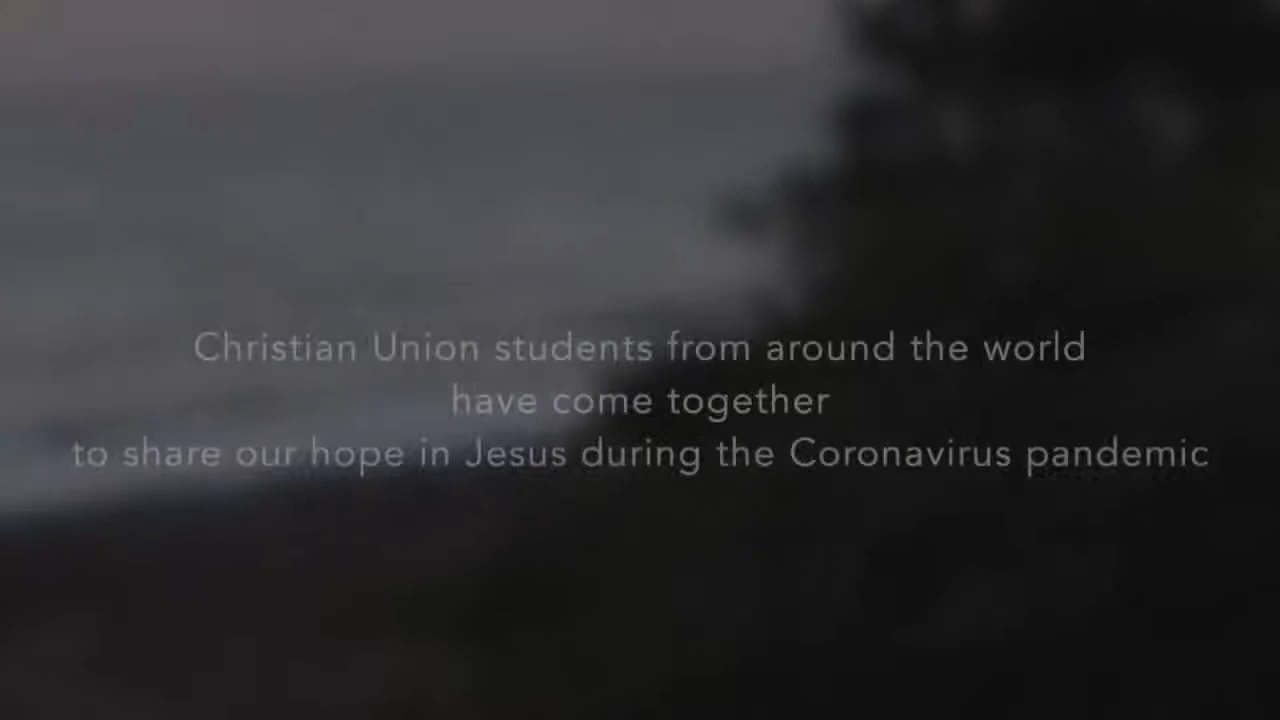 Christian Union students from around the world
have come together
to share our hope in Jesus during the Coronavirus pandemic